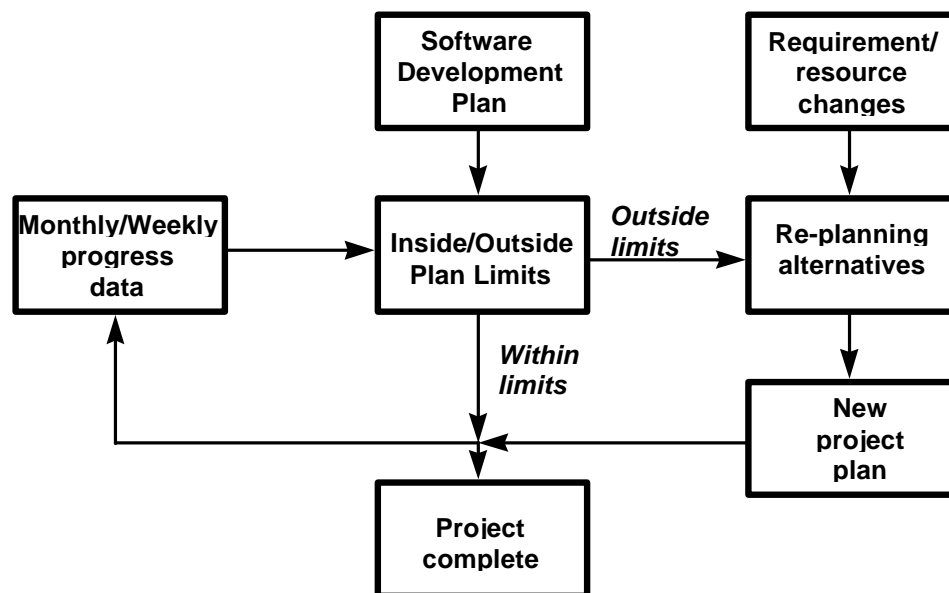 Software
Development
Plan
Requirement/
resource
changes
Monthly/Weekly
progress
data
Inside/Outside
Plan Limits
Outside
limits
Re-planning
alternatives
Within
limits
New
project
plan
Project
complete